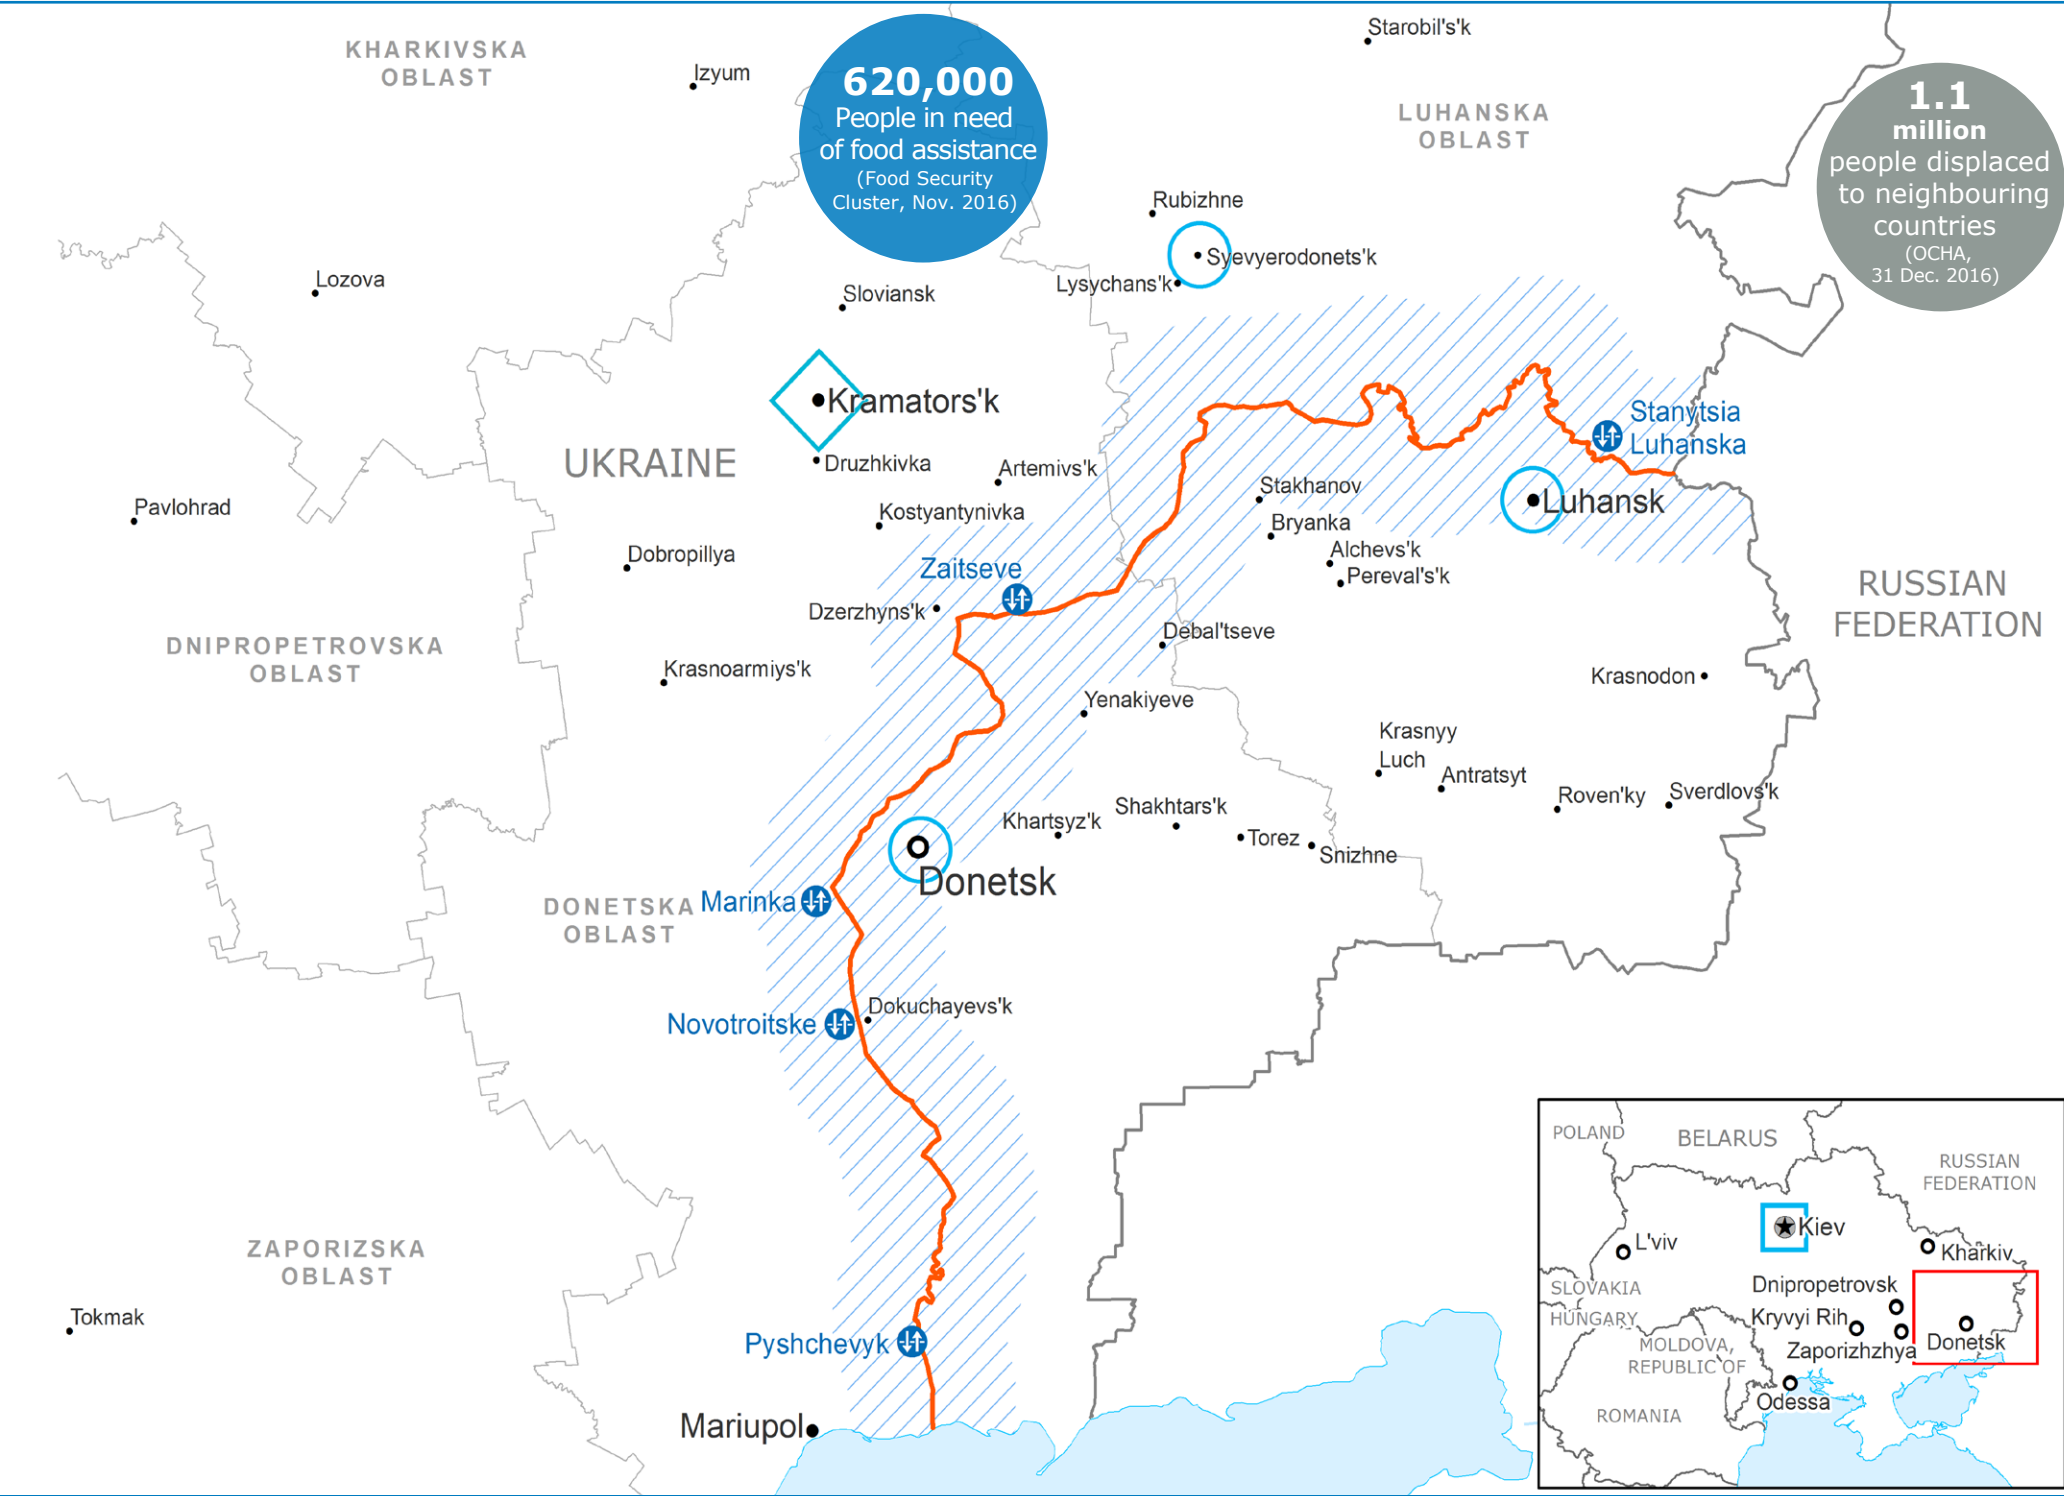 KHARKIVSKA
OBLAST
Izyum
620,000
People in need
of food assistance
(Food Security
Cluster, Nov. 2016)
Starobil's'k
LUHANSKA
OBLAST
1.1
million
people displaced
to neighbouring
countries
(OCHA,
31 Dec. 2016)
Rubizhne
Syevyerodonets'k
Lysychans'k
Lozova
Sloviansk
Kramators'k
UKRAINE
Druzhkivka
Artemivs'k
Kostyantynivka
Stanytsia
Luhanska
Luhansk
Stakhanov
Bryanka
Alchevs'k
Pereval's'k
Pavlohrad
Dobropillya
Zaitseve
Dzerzhyns'k
Debal'tseve
RUSSIAN
FEDERATION
DNIPROPETROVSKA
OBLAST
Krasnoarmiys'k
Yenakiyeve
Krasnodon
Krasnyy
Luch
Antratsyt
Roven'ky
Sverdlovs'k
Khartsyz'k
Shakhtars'k
Torez
Snizhne
Donetsk
DONETSKA
OBLAST
Marinka
Novotroitske
Dokuchayevs'k
ZAPORIZSKA
OBLAST
Tokmak
Pyshchevyk
Mariupol
POLAND
BELARUS
RUSSIAN
FEDERATION
Kiev
L'viv
Kharkiv
SLOVAKIA
HUNGARY
Dnipropetrovsk
Kryvyi Rih
Zaporizhzhya
Donetsk
MOLDOVA,
REPUBLIC OF
Odessa
ROMANIA